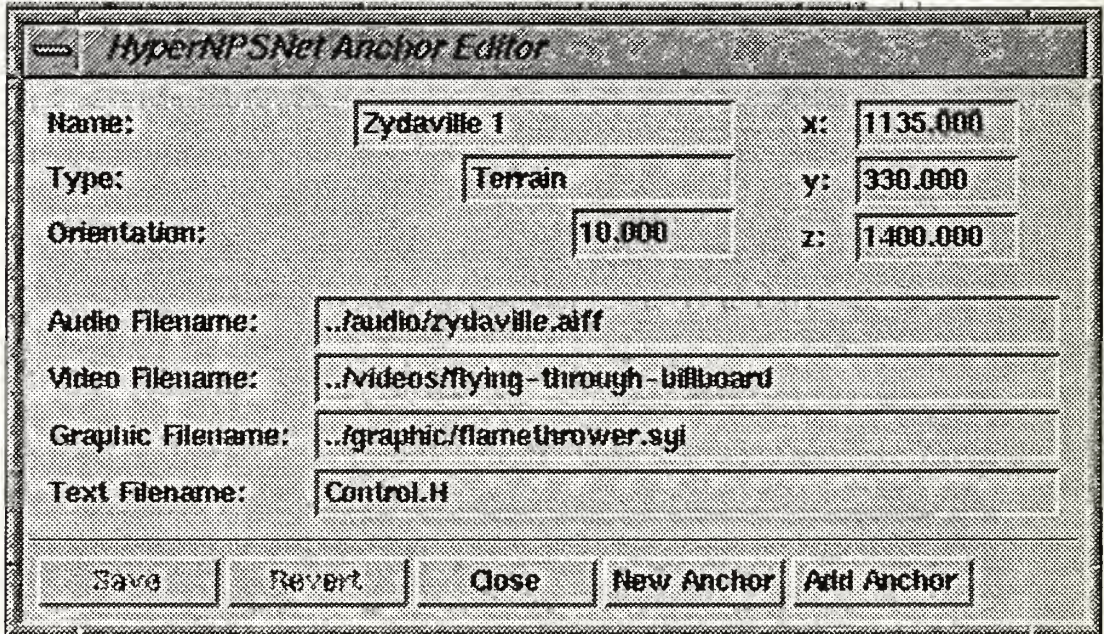 HyperNPSNet Anchor Editor
Name: Zydaville 1 x: 1135.000
Type: Terrain y: 330.000
Orientation: 10.000 z: 1400.000
Audio Filename: ../audio/zydaville.aiff
Video Filename: ../videos/flying-through-billboard
Graphic Filename: ../graphic/flamethrower.sgi
Text Filename: Control.H
Save Revert Close New Anchor Add Anchor